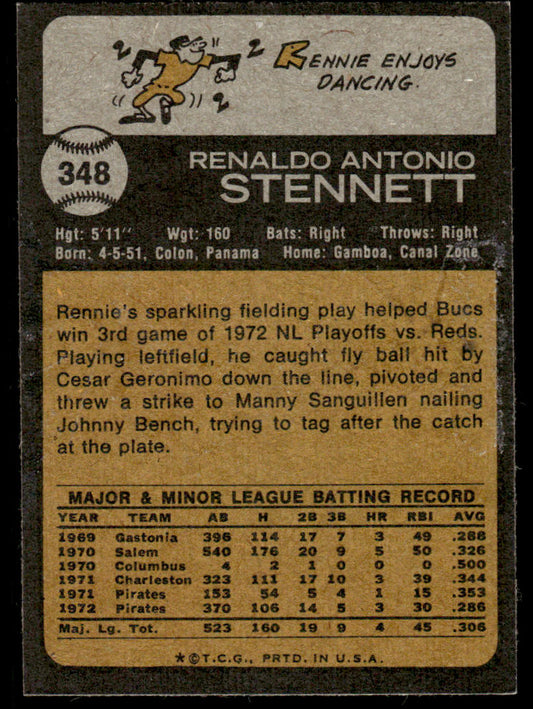 2 2 2
RENNIE ENJOYS
DANCING.
348
RENALDO ANTONIO
STENNETT
Hgt: 5'11" Wgt: 160 Bats: Right Throws: Right
Born: 4-5-51, Colon, Panama Home: Gamboa, Canal Zone
Rennie's sparkling fielding play helped Bucs
win 3rd game of 1972 NL Playoffs vs. Reds.
Playing leftfield, he caught fly ball hit by
Cesar Geronimo down the line, pivoted and
threw a strike to Manny Sanguillen nailing
Johnny Bench, trying to tag after the catch
at the plate.
MAJOR & MINOR LEAGUE BATTING RECORD
YEAR TEAM AB H 2B 3B HR RBI AVG
1969 Gastonia 396 114 17 7 3 49 .288
1970 Salem 540 176 20 9 5 50 .326
1970 Columbus 4 2 1 0 0 0 .500
1971 Charleston 323 111 17 10 3 39 .344
1971 Pirates 153 54 5 4 1 15 .353
1972 Pirates 370 106 14 5 3 30 .286
Maj. Lg. Tot. 523 160 19 9 4 45 .306
*©T.C.G., PRTD. IN U.S.A.